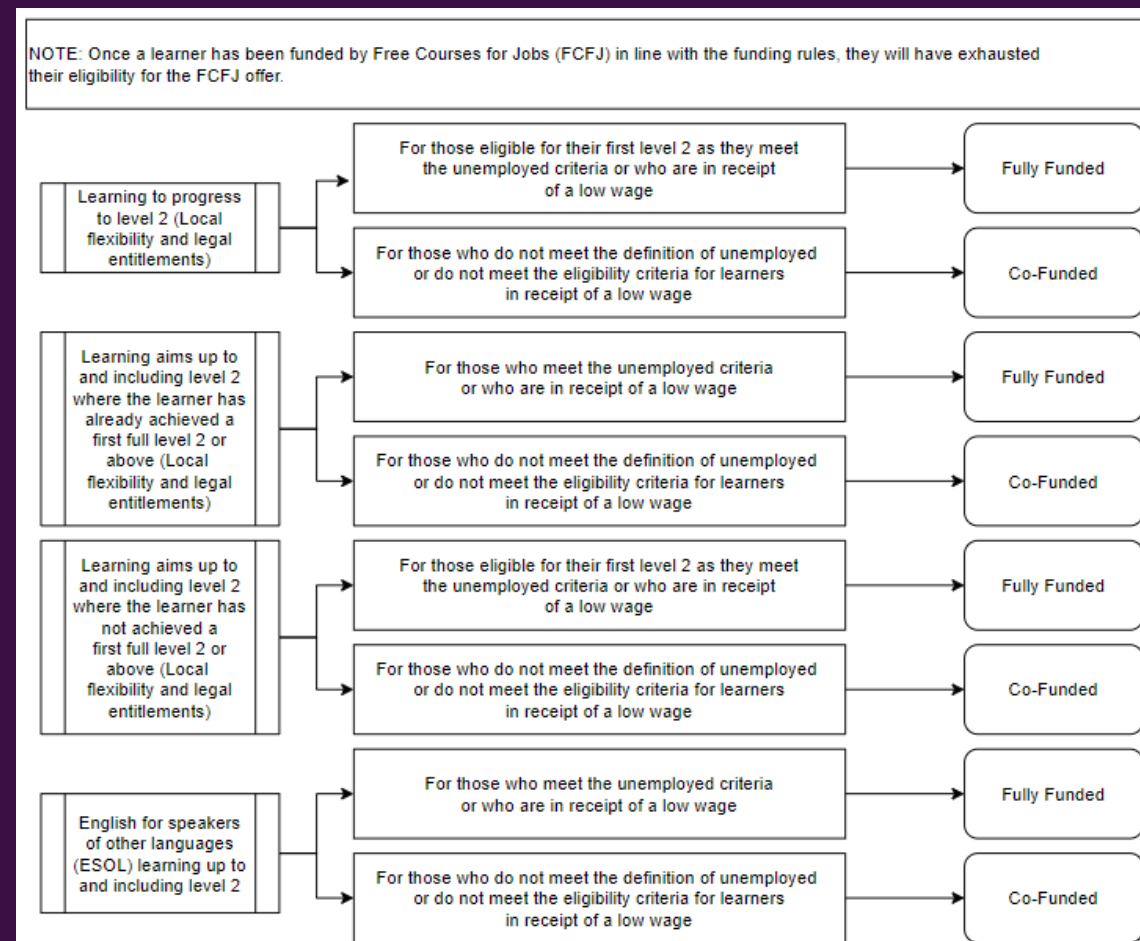 NOTE: Once a learner has been funded by Free Courses for Jobs (FCFJ) in line with the funding rules, they will have exhausted
their eligibility for the FCFJ offer.
Learning to progress
to level 2 (Local
flexibility and legal
entitlements)
For those eligible for their first level 2 as they meet
the unemployed criteria or who are in receipt
of a low wage
Fully Funded
For those who do not meet the definition of unemployed
or do not meet the eligibility criteria for learners
in receipt of a low wage
Co-Funded
Learning aims up to
and including level 2
where the learner has
already achieved a
first full level 2 or
above (Local
flexibility and legal
entitlements)
For those who meet the unemployed criteria
or who are in receipt of a low wage
Fully Funded
For those who do not meet the definition of unemployed
or do not meet the eligibility criteria for learners
in receipt of a low wage
Co-Funded
Learning aims up to
and including level 2
where the learner has
not achieved a
first full level 2 or
above (Local
flexibility and legal
entitlements)
For those eligible for their first level 2 as they meet
the unemployed criteria or who are in receipt
of a low wage
Fully Funded
For those who do not meet the definition of unemployed
or do not meet the eligibility criteria for learners
in receipt of a low wage
Co-Funded
English for speakers
of other languages
(ESOL) learning up to
and including level 2
For those who meet the unemployed criteria
or who are in receipt of a low wage
Fully Funded
For those who do not meet the definition of unemployed
or do not meet the eligibility criteria for learners
in receipt of a low wage
Co-Funded